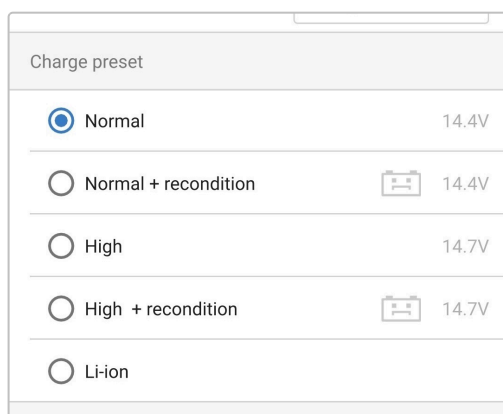 Charge preset
Normal 14.4V
Normal + recondition 14.4V
High 14.7V
High + recondition 14.7V
Li-ion